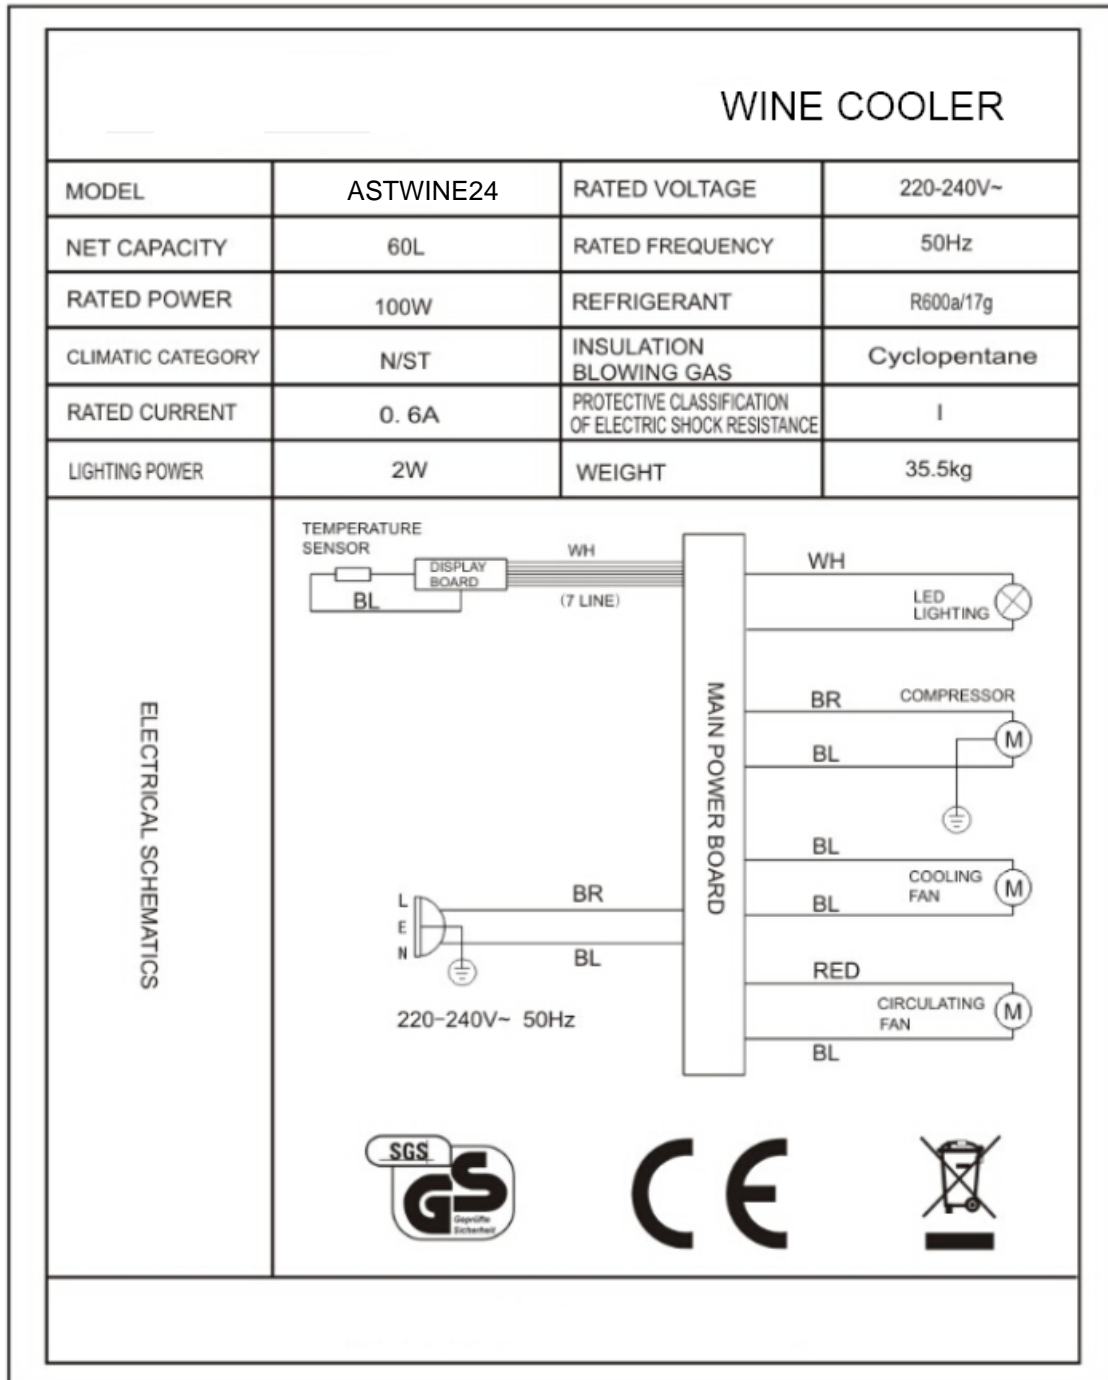 WINE COOLER
MODEL ASTWINE24 RATED VOLTAGE 220-240V~
NET CAPACITY 60L RATED FREQUENCY 50Hz
RATED POWER 100W REFRIGERANT R600a/17g
CLIMATIC CATEGORY N/ST INSULATION
BLOWING GAS Cyclopentane
RATED CURRENT 0. 6A PROTECTIVE CLASSIFICATION
OF ELECTRIC SHOCK RESISTANCE I
LIGHTING POWER 2W WEIGHT 35.5kg
ELECTRICAL SCHEMATICS
TEMPERATURE
SENSOR
BL
DISPLAY
BOARD
WH
(7 LINE)
MAIN POWER BOARD
WH
LED
LIGHTING
BR
COMPRESSOR
M
BL
BL
COOLING
FAN
M
BL
RED
CIRCULATING
FAN
M
BL
L
E
N
BR
BL
220-240V~ 50Hz
SGS
GS
Geprüfte
Sicherheit
CE